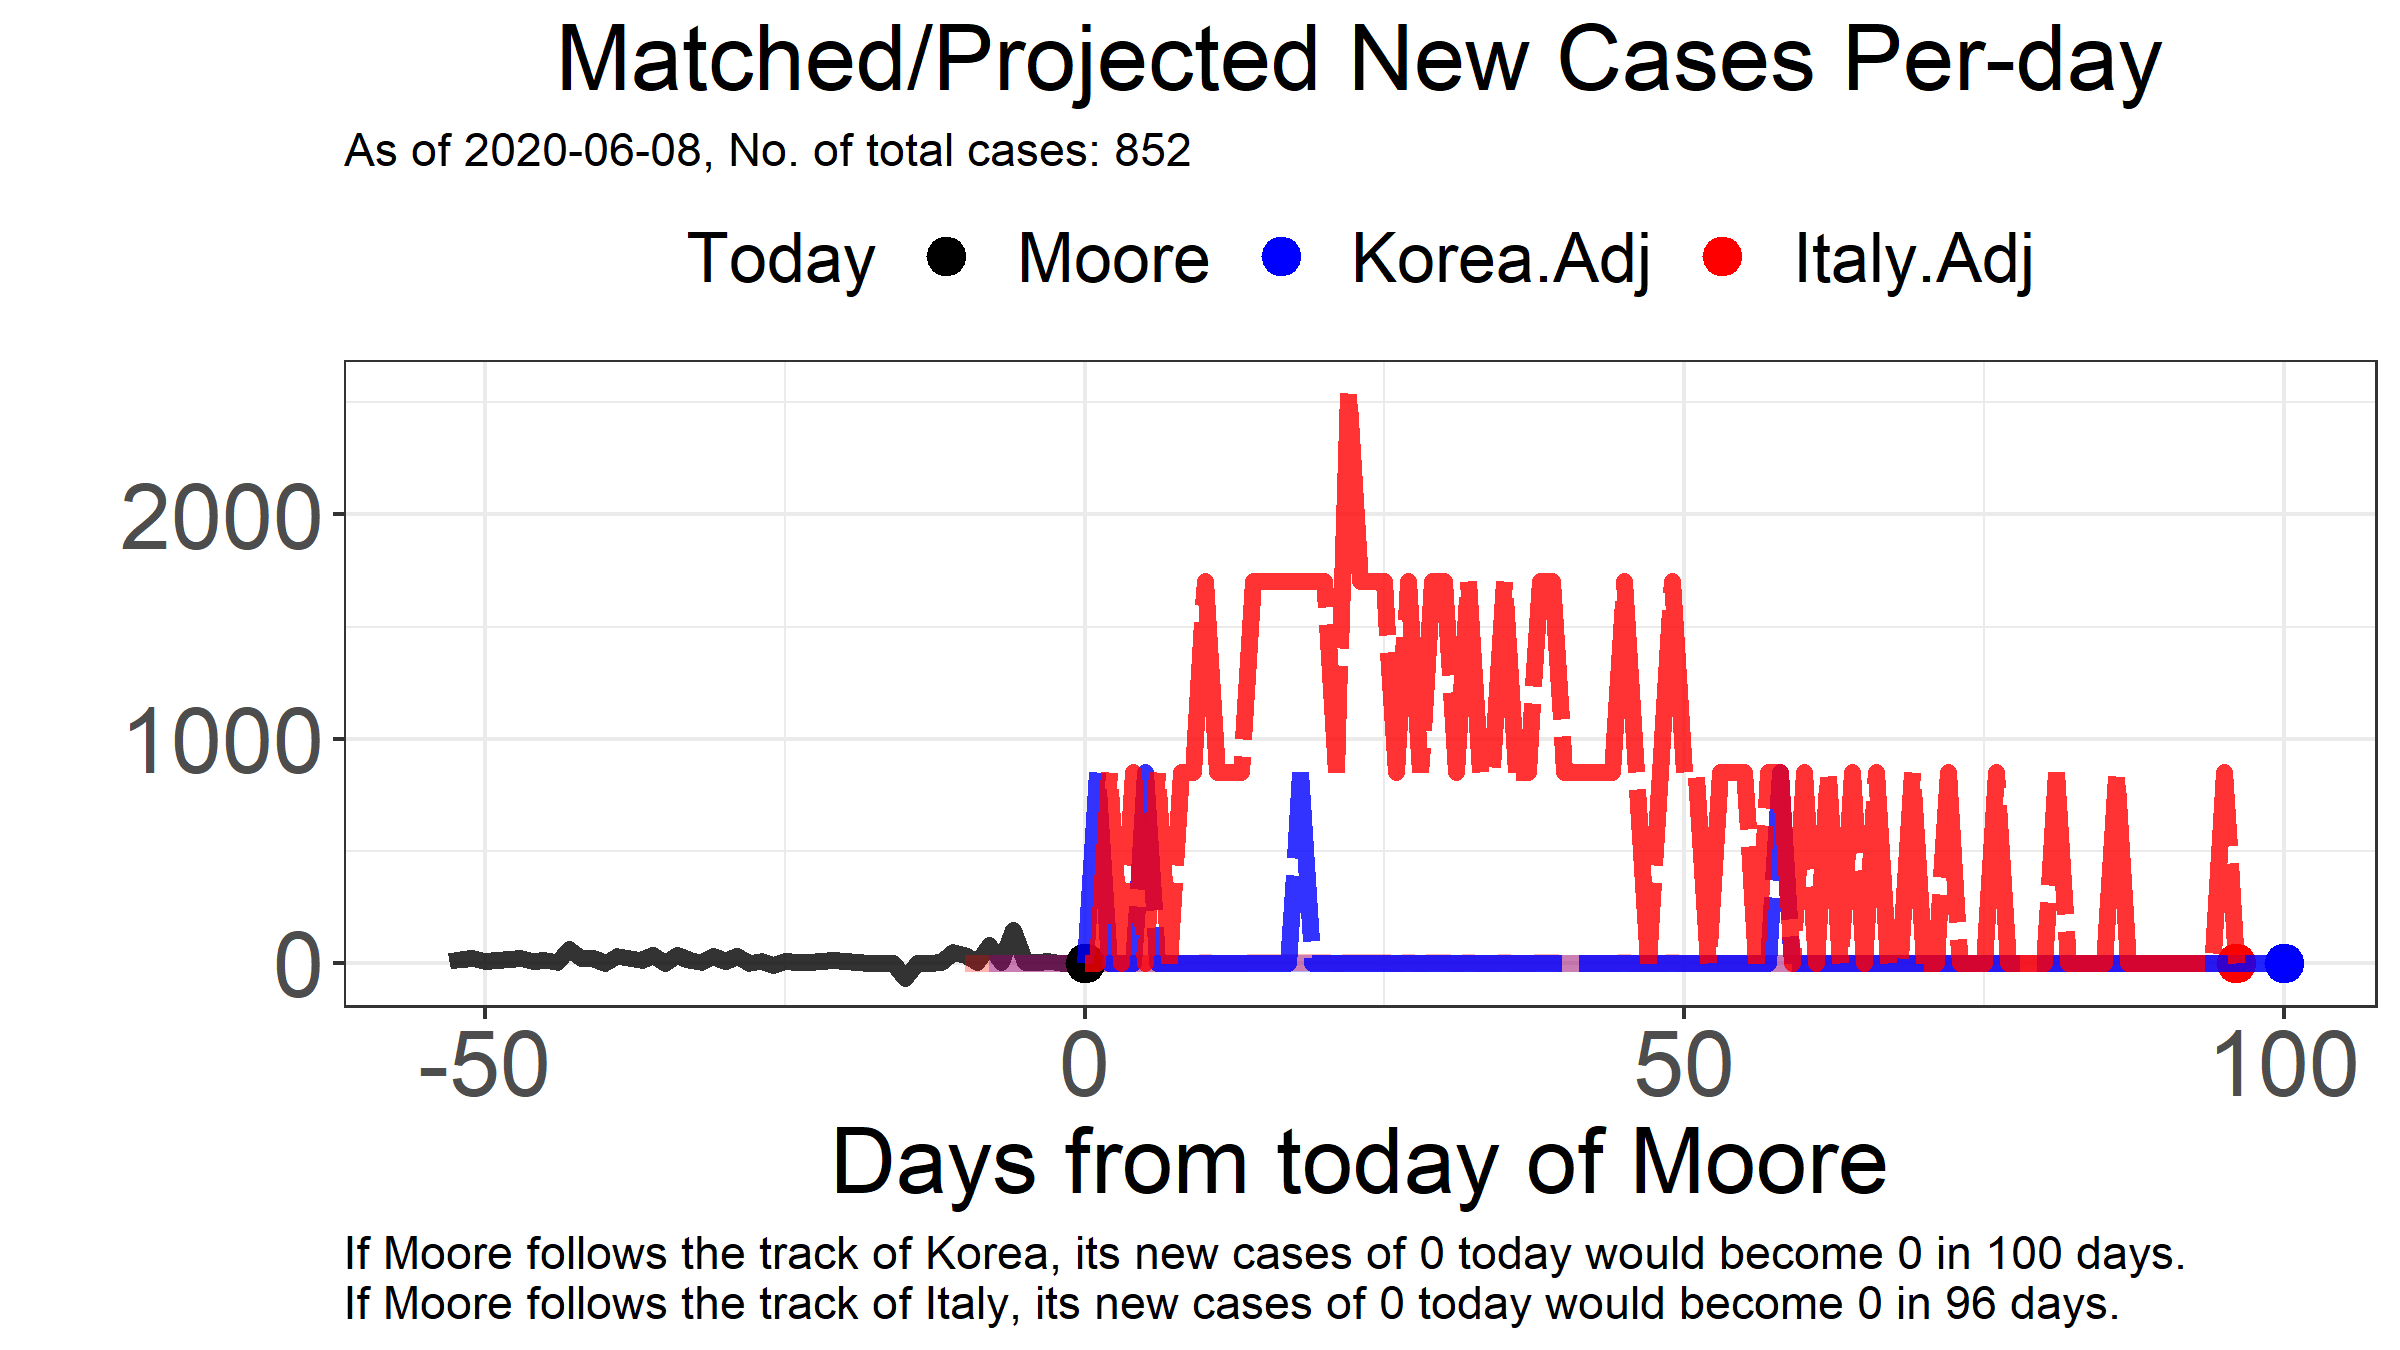 Matched/Projected New Cases Per-day
As of 2020-06-08, No. of total cases: 852
Today Moore Korea.Adj Italy.Adj
2000
1000
0
-50 0 50 100
Days from today of Moore
If Moore follows the track of Korea, its new cases of 0 today would become 0 in 100 days.
If Moore follows the track of Italy, its new cases of 0 today would become 0 in 96 days.